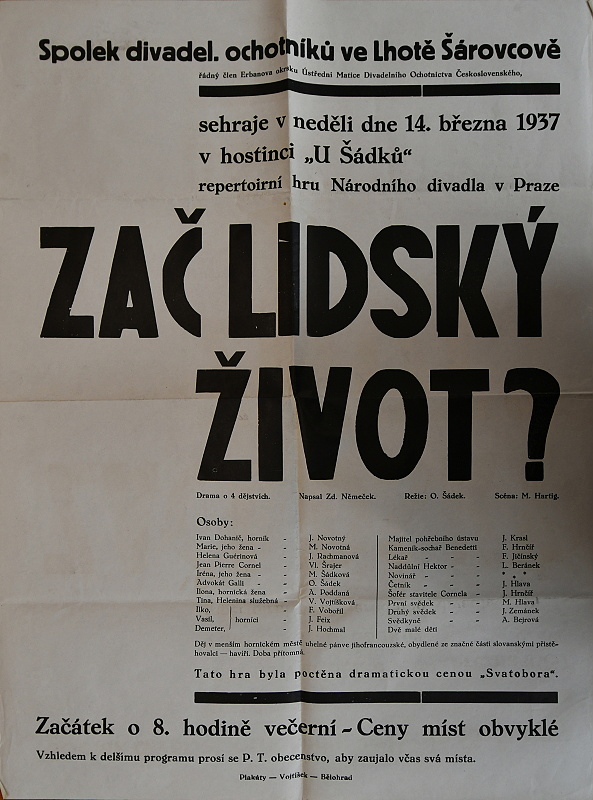 Spolek divadel. ochotníků ve Lhotě Šárovcově
řádný člen Erbanova okrsku Ústřední Matice Divadelního Ochotnictva Československého,
sehraje v neděli dne 14. března 1937
v hostinci „U Šádků“
repertoirní hru Národního divadla v Praze
ZAČ LIDSKÝ
ŽIVOT?
Drama o 4 dějstvích. Napsal Zd. Němeček. Režie: O. Šádek. Scéna: M. Hartig.
Osoby:
Ivan Dohanič, horník - J. Novotný
Marie, jeho žena - - M. Novotná
Helena Guérinová - J. Rachmanová
Jean Pierre Cornel - Vl. Šrajer
Iréna, jeho žena - - M. Šádková
Advokát Galli - - O. Šádek
Ilona, hornická žena - A. Poddaná
Tina, Helenina služebná - V. Vojtíšková
Ilko, F. Vobořil
Vasil, horníci - J. Feix
Demeter, J. Hochmal
Majitel pohřebního ústavu J. Krasl
Kameník-sochař Benedetti F. Hrnčíř
Lékař - - - F. Jičínský
Naddůlní Hektor - - L. Beránek
Novinář - - - " "
Četník - - - J. Hlava
Šofér stavitele Cornela - J. Hrnčíř
První svědek - - M. Hlava
Druhý svědek - - J. Zemánek
Svědkyně - - A. Bejrová
Dvě malé děti
Děj v menším hornickém městě uhelné pánve jihofrancouzské, obydlené ze značné části slovanskými přistě-
hovalci — havíři. Doba přítomná.
Tato hra byla poctěna dramatickou cenou „Svatobora“.
Začátek o 8. hodině večerní - Ceny míst obvyklé
Vzhledem k delšímu programu prosí se P. T. obecenstvo, aby zaujalo včas svá místa.
Plakáty — Vojtíšek — Bělohrad